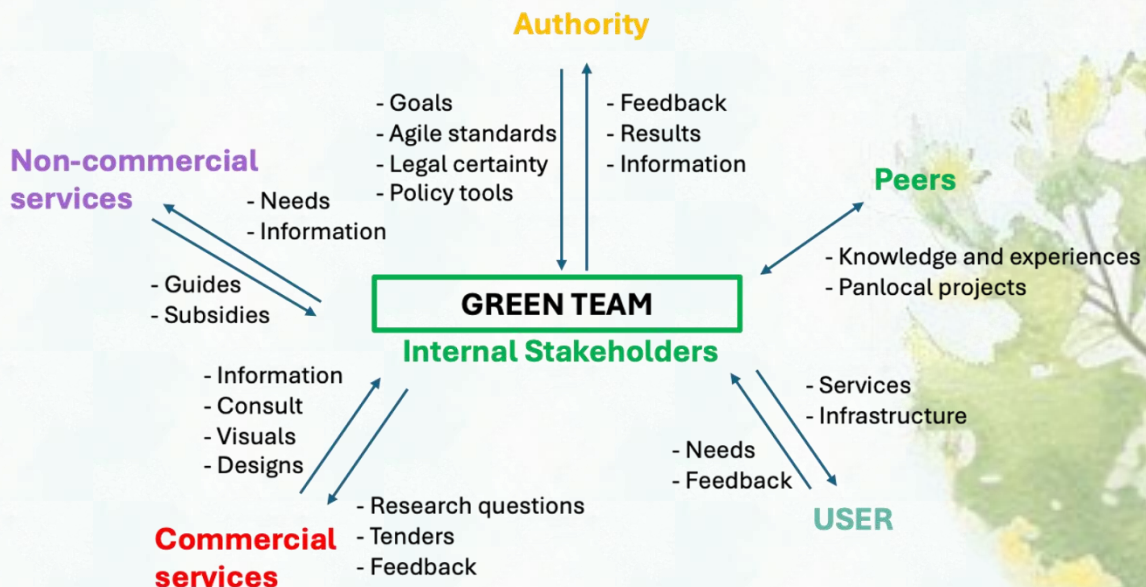 Authority
- Goals
- Agile standards
- Legal certainty
- Policy tools
- Feedback
- Results
- Information
Non-commercial
services
- Needs
- Information
- Guides
- Subsidies
Peers
- Knowledge and experiences
- Panlocal projects
GREEN TEAM
Internal Stakeholders
- Information
- Consult
- Visuals
- Designs
- Research questions
- Tenders
- Feedback
Commercial
services
- Services
- Infrastructure
- Needs
- Feedback
USER